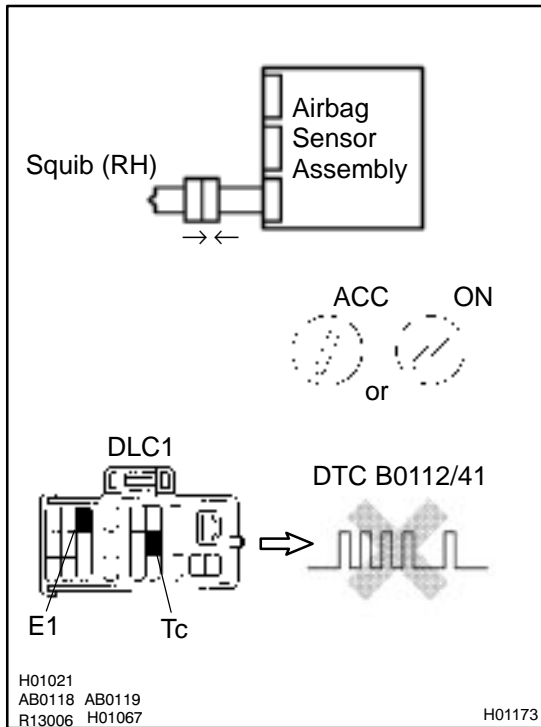 Airbag
Sensor
Assembly
Squib (RH)
ACC ON
or
DLC1
DTC B0112/41
E1 Tc
H01021
AB0118 AB0119
R13006 H01067 H01173